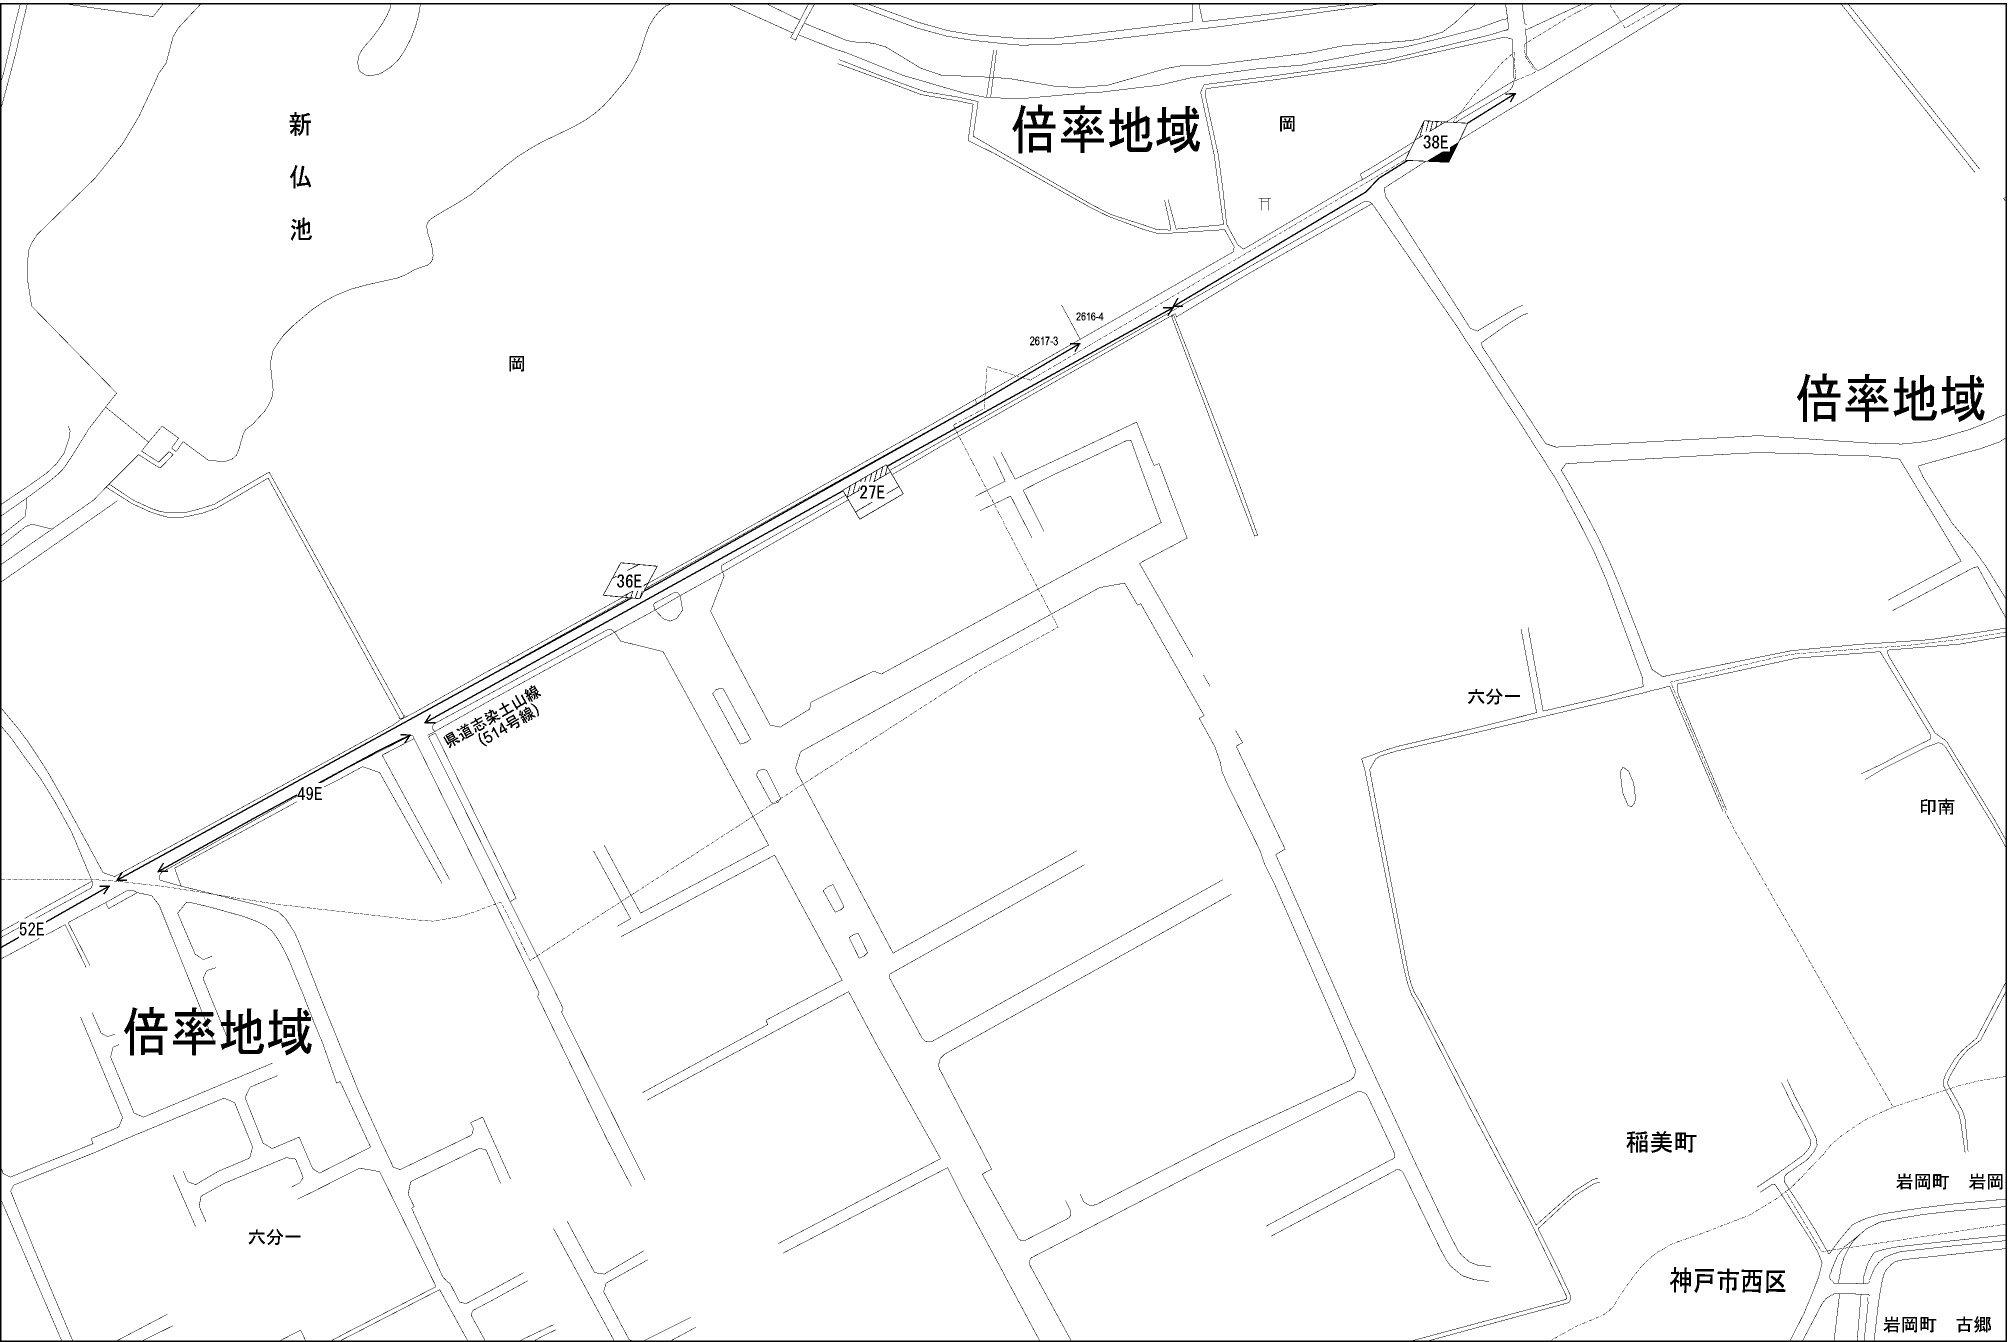 新仏池
倍率地域
岡
38E
2616-4
2617-3
岡
倍率地域
27E
36E
県道志染土山線
(514号線)
六分一
49E
印南
52E
倍率地域
稲美町
岩岡町 岩岡
六分一
神戸市西区
岩岡町 古郷